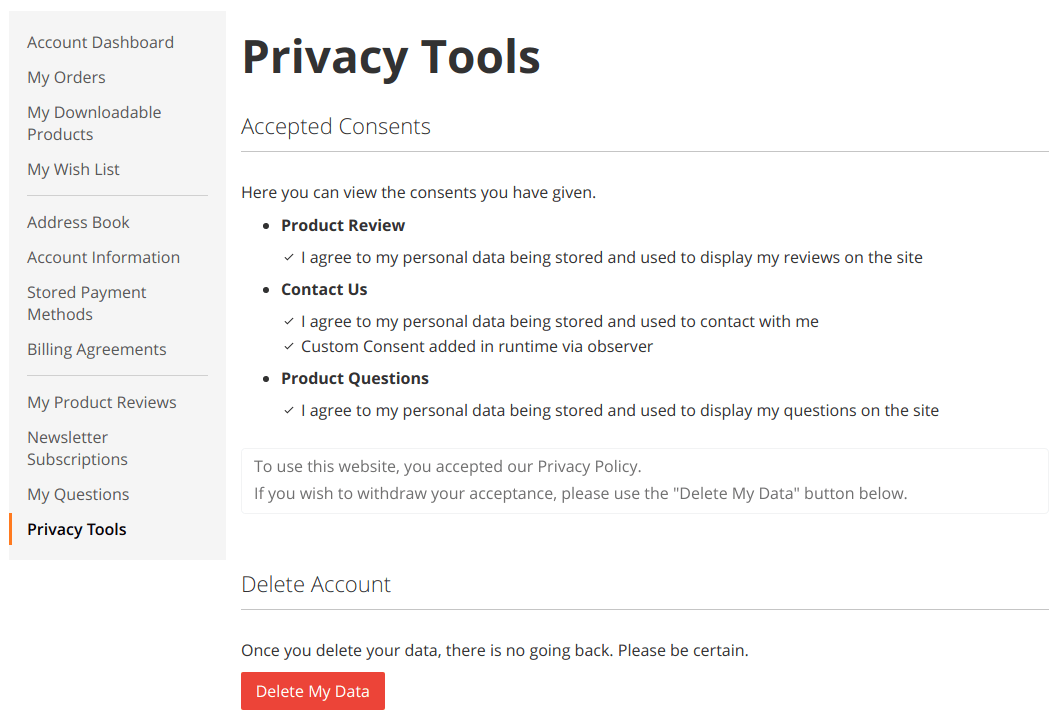 Account Dashboard
My Orders
My Downloadable
Products
My Wish List
Address Book
Account Information
Stored Payment
Methods
Billing Agreements
My Product Reviews
Newsletter
Subscriptions
My Questions
Privacy Tools
Privacy Tools
Accepted Consents
Here you can view the consents you have given.
Product Review
I agree to my personal data being stored and used to display my reviews on the site
Contact Us
I agree to my personal data being stored and used to contact with me
Custom Consent added in runtime via observer
Product Questions
I agree to my personal data being stored and used to display my questions on the site
To use this website, you accepted our Privacy Policy.
If you wish to withdraw your acceptance, please use the "Delete My Data" button below.
Delete Account
Once you delete your data, there is no going back. Please be certain.
Delete My Data